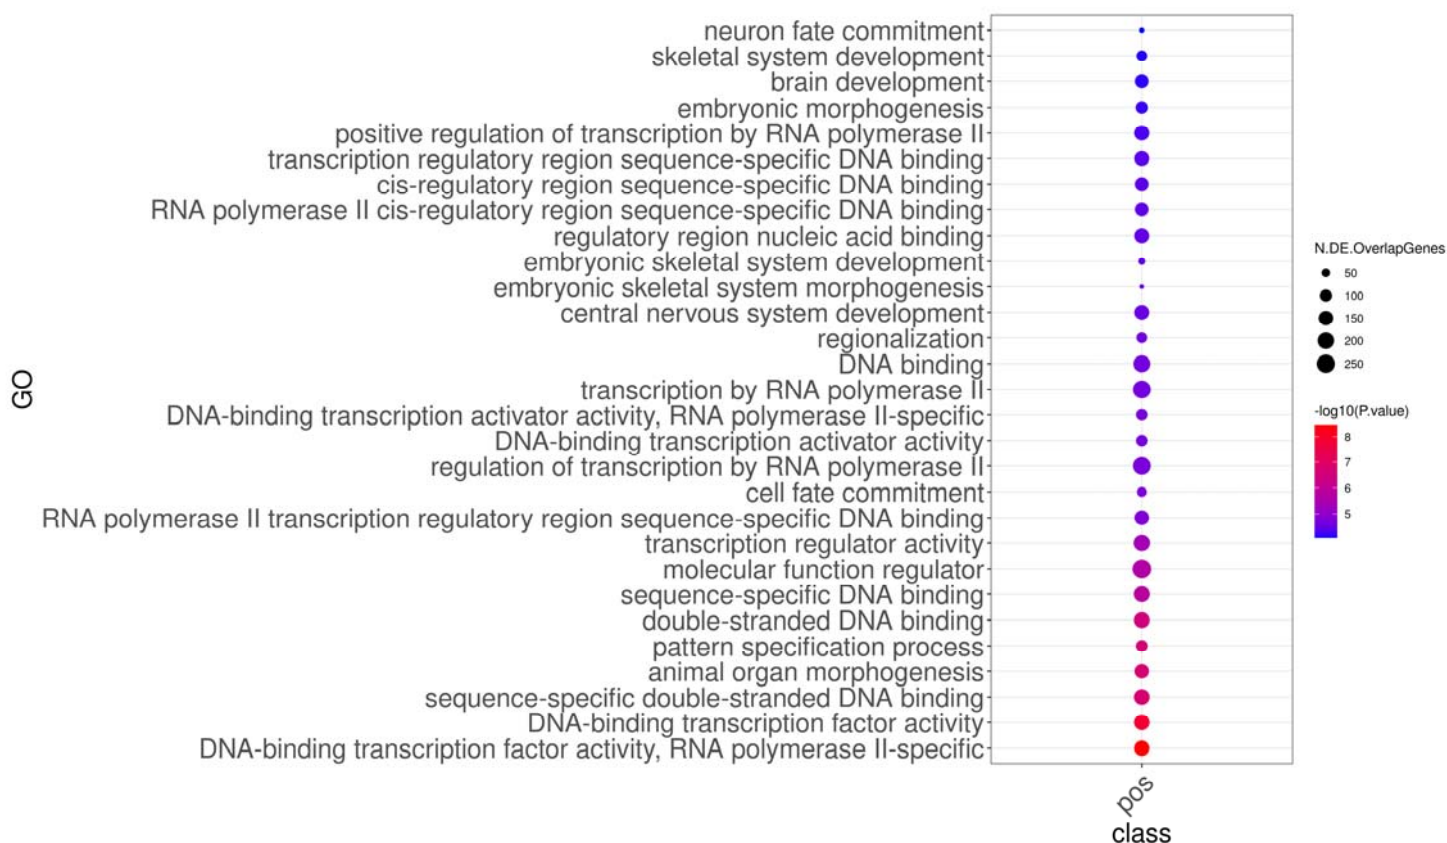 neuron fate commitment
skeletal system development
brain development
embryonic morphogenesis
positive regulation of transcription by RNA polymerase II
transcription regulatory region sequence-specific DNA binding
cis-regulatory region sequence-specific DNA binding
RNA polymerase II cis-regulatory region sequence-specific DNA binding
regulatory region nucleic acid binding
embryonic skeletal system development
embryonic skeletal system morphogenesis
central nervous system development
regionalization
DNA binding
transcription by RNA polymerase II
DNA-binding transcription activator activity, RNA polymerase II-specific
DNA-binding transcription activator activity
regulation of transcription by RNA polymerase II
cell fate commitment
RNA polymerase II transcription regulatory region sequence-specific DNA binding
transcription regulator activity
molecular function regulator
sequence-specific DNA binding
double-stranded DNA binding
pattern specification process
animal organ morphogenesis
sequence-specific double-stranded DNA binding
DNA-binding transcription factor activity
DNA-binding transcription factor activity, RNA polymerase II-specific
GO
pos
class
N.DE.OverlapGenes
50
100
150
200
250
-log10(P.value)
8
7
6
5